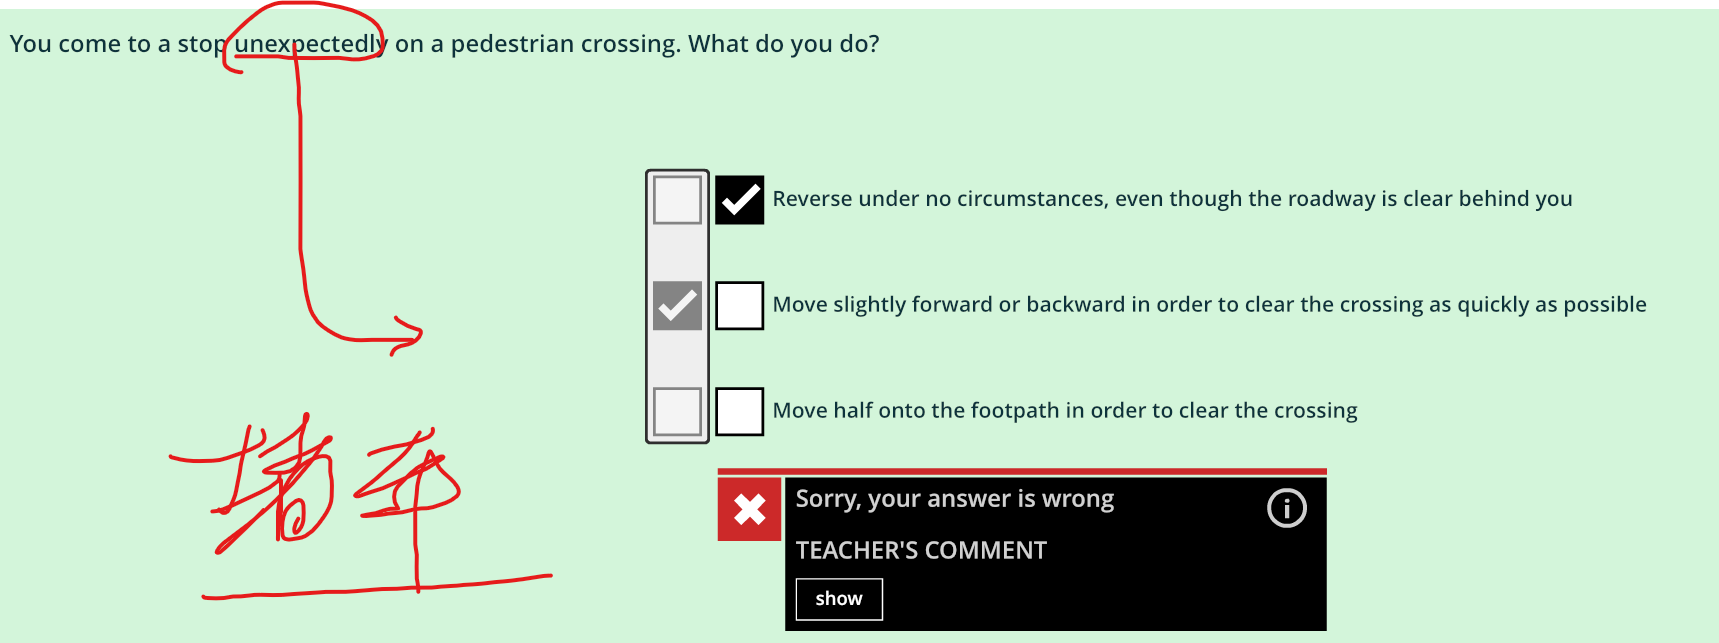 You come to a stop unexpectedly on a pedestrian crossing. What do you do?
Reverse under no circumstances, even though the roadway is clear behind you
Move slightly forward or backward in order to clear the crossing as quickly as possible
Move half onto the footpath in order to clear the crossing
堵车
Sorry, your answer is wrong
TEACHER'S COMMENT
show